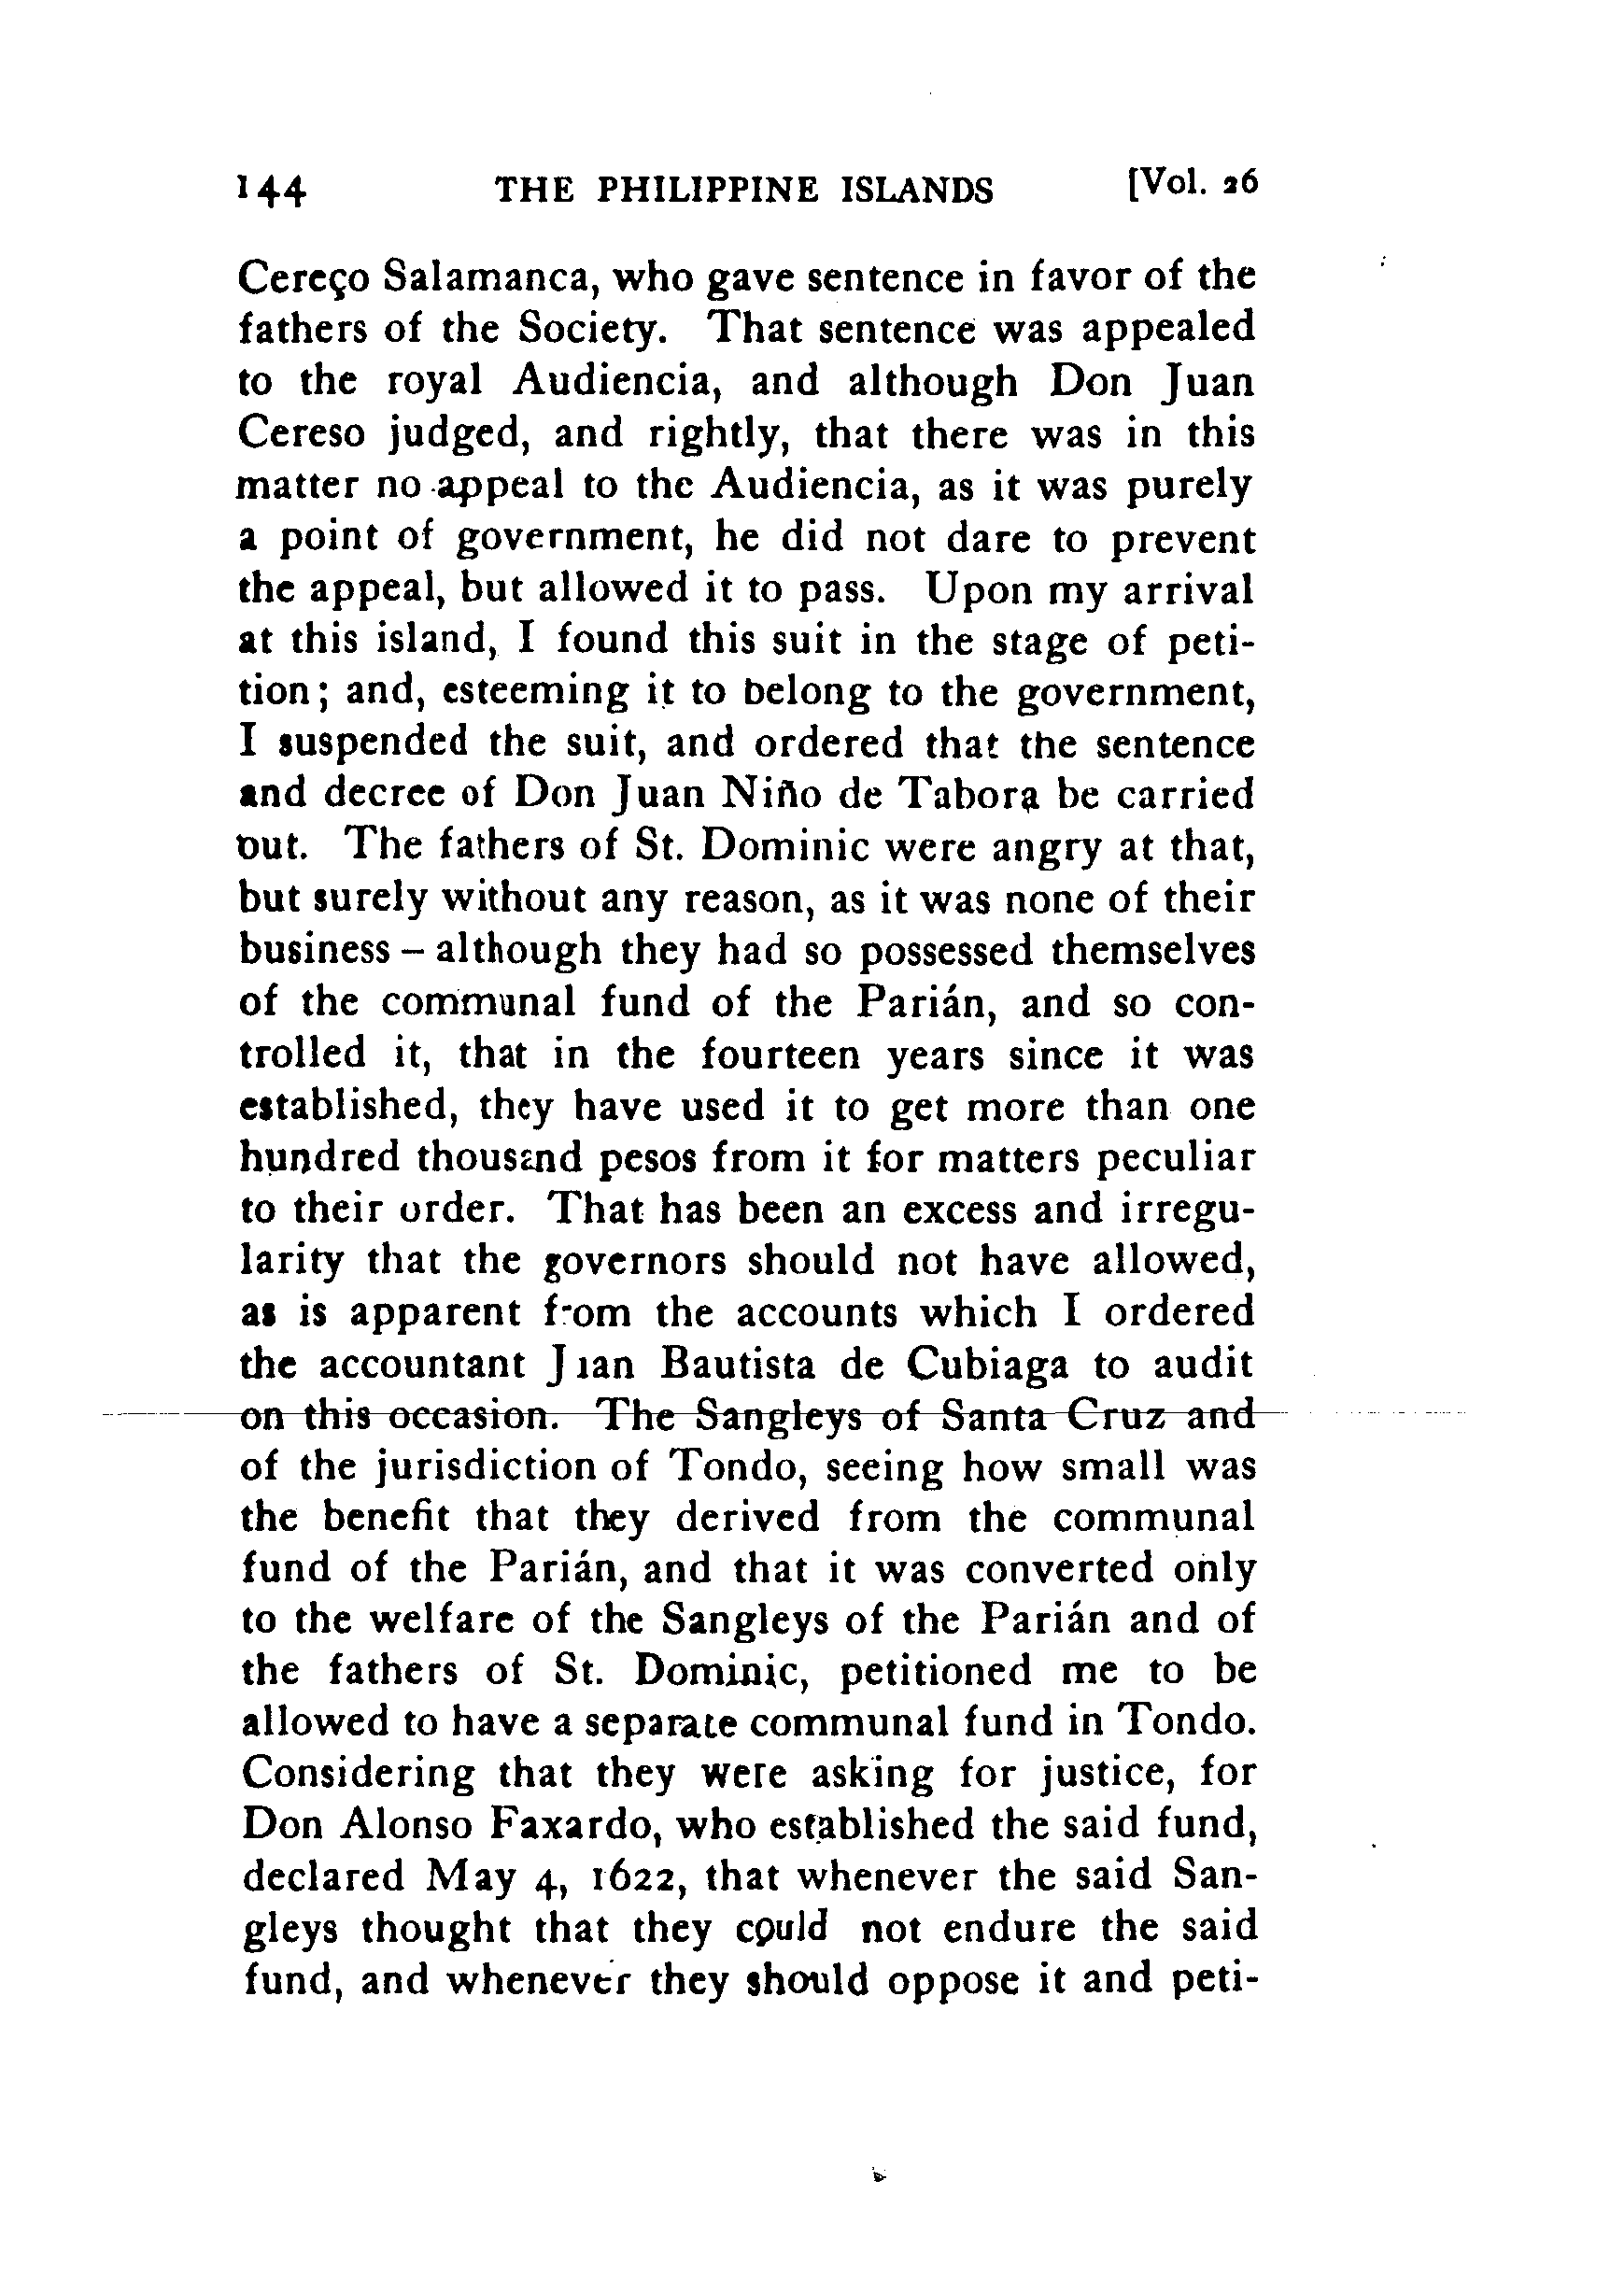 144 THE PHILIPPINE ISLANDS [Vol. 26
Cereço Salamanca, who gave sentence in favor of the
fathers of the Society. That sentence was appealed
to the royal Audiencia, and although Don Juan
Cereso judged, and rightly, that there was in this
matter no appeal to the Audiencia, as it was purely
a point of government, he did not dare to prevent
the appeal, but allowed it to pass. Upon my arrival
at this island, I found this suit in the stage of peti-
tion; and, esteeming it to belong to the government,
I suspended the suit, and ordered that the sentence
and decree of Don Juan Niño de Tabora be carried
out. The fathers of St. Dominic were angry at that,
but surely without any reason, as it was none of their
business – although they had so possessed themselves
of the communal fund of the Parián, and so con-
trolled it, that in the fourteen years since it was
established, they have used it to get more than one
hundred thousand pesos from it for matters peculiar
to their order. That has been an excess and irregu-
larity that the governors should not have allowed,
as is apparent from the accounts which I ordered
the accountant Juan Bautista de Cubiaga to audit
on this occasion. The Sangleys of Santa Cruz and
of the jurisdiction of Tondo, seeing how small was
the benefit that they derived from the communal
fund of the Parián, and that it was converted only
to the welfare of the Sangleys of the Parián and of
the fathers of St. Dominic, petitioned me to be
allowed to have a separate communal fund in Tondo.
Considering that they were asking for justice, for
Don Alonso Faxardo, who established the said fund,
declared May 4, 1622, that whenever the said San-
gleys thought that they could not endure the said
fund, and whenever they should oppose it and peti-